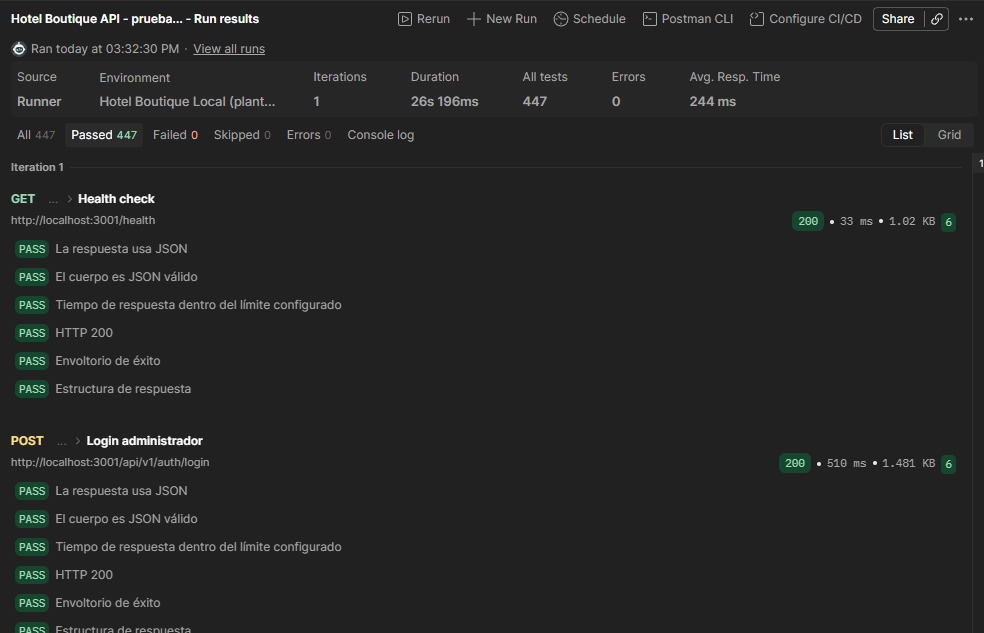 Hotel Boutique API - prueba... - Run results
Rerun
New Run
Schedule
Postman CLI
Configure CI/CD
Share
Ran today at 03:32:30 PM · View all runs
Source Environment Iterations Duration All tests Errors Avg. Resp. Time
Runner Hotel Boutique Local (plant... 1 26s 196ms 447 0 244 ms
All 447 Passed 447 Failed 0 Skipped 0 Errors 0 Console log List Grid
Iteration 1
1
GET ... > Health check
http://localhost:3001/health
200 • 33 ms • 1.02 KB 6
PASS La respuesta usa JSON
PASS El cuerpo es JSON válido
PASS Tiempo de respuesta dentro del límite configurado
PASS HTTP 200
PASS Envoltorio de éxito
PASS Estructura de respuesta
POST ... > Login administrador
http://localhost:3001/api/v1/auth/login
200 • 510 ms • 1.481 KB 6
PASS La respuesta usa JSON
PASS El cuerpo es JSON válido
PASS Tiempo de respuesta dentro del límite configurado
PASS HTTP 200
PASS Envoltorio de éxito
PASS Estructura de respuesta